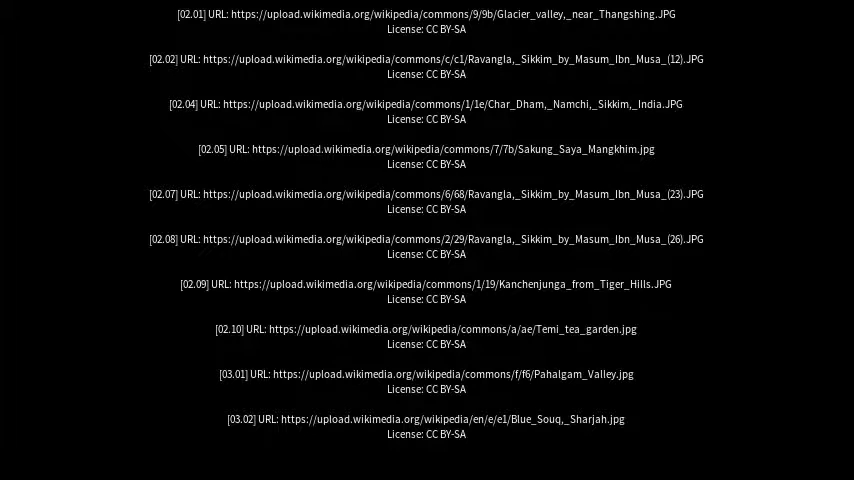 [02.01] URL: https://upload.wikimedia.org/wikipedia/commons/9/9b/Glacier_valley,_near_Thangshing.JPG
License: CC BY-SA
[02.02] URL: https://upload.wikimedia.org/wikipedia/commons/c/c1/Ravangla,_Sikkim_by_Masum_Ibn_Musa_(12).JPG
License: CC BY-SA
[02.04] URL: https://upload.wikimedia.org/wikipedia/commons/1/1e/Char_Dham,_Namchi,_Sikkim,_India.JPG
License: CC BY-SA
[02.05] URL: https://upload.wikimedia.org/wikipedia/commons/7/7b/Sakung_Saya_Mangkhim.jpg
License: CC BY-SA
[02.07] URL: https://upload.wikimedia.org/wikipedia/commons/6/68/Ravangla,_Sikkim_by_Masum_Ibn_Musa_(23).JPG
License: CC BY-SA
[02.08] URL: https://upload.wikimedia.org/wikipedia/commons/2/29/Ravangla,_Sikkim_by_Masum_Ibn_Musa_(26).JPG
License: CC BY-SA
[02.09] URL: https://upload.wikimedia.org/wikipedia/commons/1/19/Kanchenjunga_from_Tiger_Hills.JPG
License: CC BY-SA
[02.10] URL: https://upload.wikimedia.org/wikipedia/commons/a/ae/Temi_tea_garden.jpg
License: CC BY-SA
[03.01] URL: https://upload.wikimedia.org/wikipedia/commons/f/f6/Pahalgam_Valley.jpg
License: CC BY-SA
[03.02] URL: https://upload.wikimedia.org/wikipedia/en/e/e1/Blue_Souq,_Sharjah.jpg
License: CC BY-SA